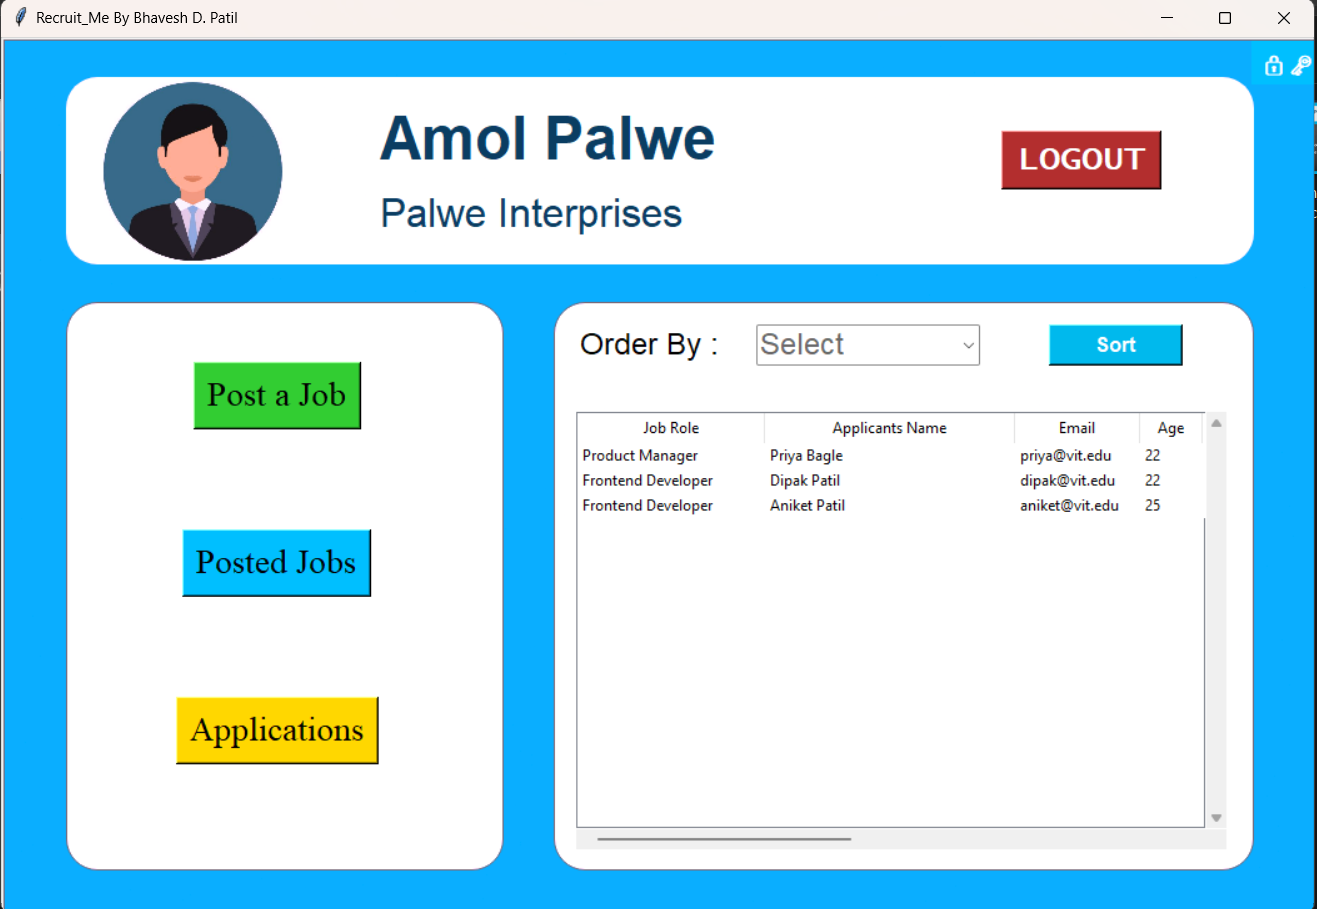 Recruit_Me By Bhavesh D. Patil
Amol Palwe
LOGOUT
Palwe Interprises
Post a Job
Posted Jobs
Applications
Order By : Select Sort
Job Role Applicants Name Email Age
Product Manager Priya Bagle priya@vit.edu 22
Frontend Developer Dipak Patil dipak@vit.edu 22
Frontend Developer Aniket Patil aniket@vit.edu 25